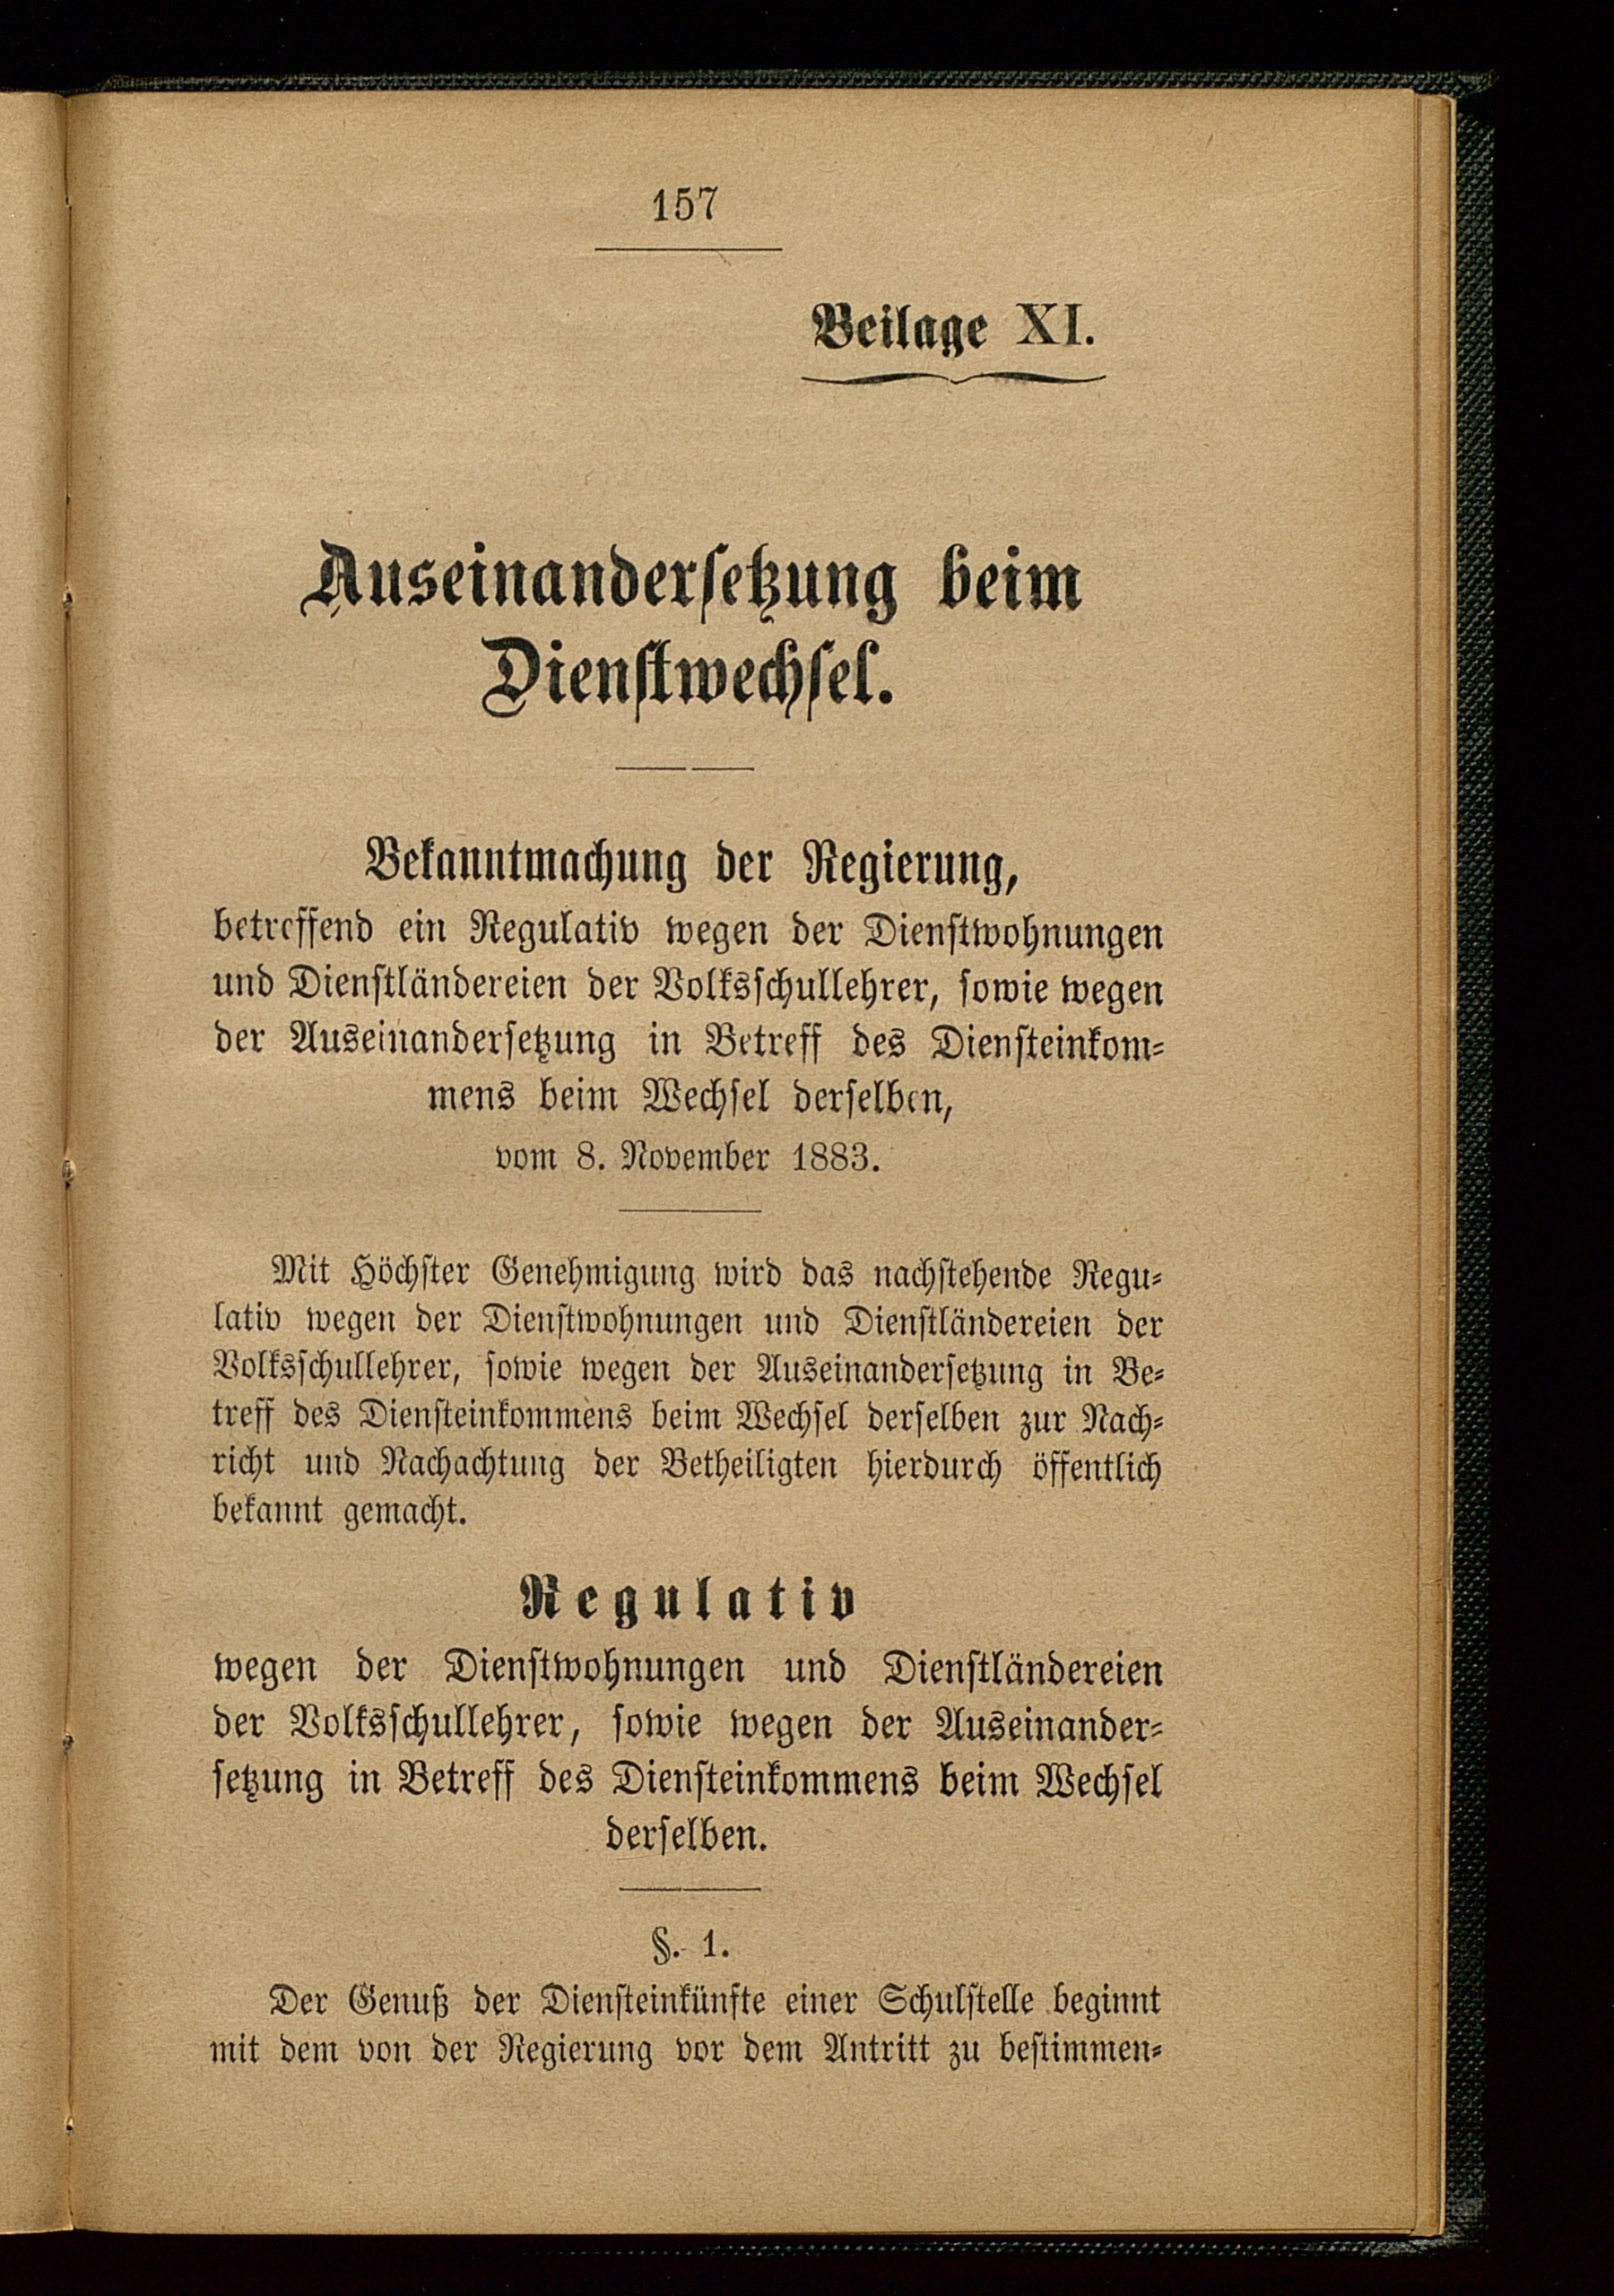 157
Beilage XI.
Auseinandersetzung beim
Dienstwechsel.
Bekanntmachung der Regierung,
betreffend ein Regulativ wegen der Dienstwohnungen
und Dienstländereien der Volksschullehrer, sowie wegen
der Auseinandersetzung in Betreff des Diensteinkom-
mens beim Wechsel derselben,
vom 8. November 1883.
Mit Höchster Genehmigung wird das nachstehende Regu-
lativ wegen der Dienstwohnungen und Dienstländereien der
Volksschullehrer, sowie wegen der Auseinandersetzung in Be-
treff des Diensteinkommens beim Wechsel derselben zur Nach-
richt und Nachachtung der Betheiligten hierdurch öffentlich
bekannt gemacht.
Regulativ
wegen der Dienstwohnungen und Dienstländereien
der Volksschullehrer, sowie wegen der Auseinander-
setzung in Betreff des Diensteinkommens beim Wechsel
derselben.
§. 1.
Der Genuß der Diensteinkünfte einer Schulstelle beginnt
mit dem von der Regierung vor dem Antritt zu bestimmen-